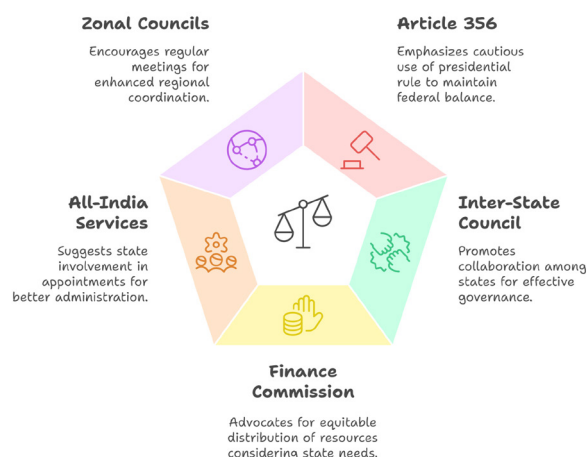 Zonal Councils
Encourages regular
meetings for
enhanced regional
coordination.
Article 356
Emphasizes cautious
use of presidential
rule to maintain
federal balance.
All-India
Services
Suggests state
involvement in
appointments for
better administration.
Inter-State
Council
Promotes
collaboration among
states for effective
governance.
Finance
Commission
Advocates for equitable
distribution of resources
considering state needs.